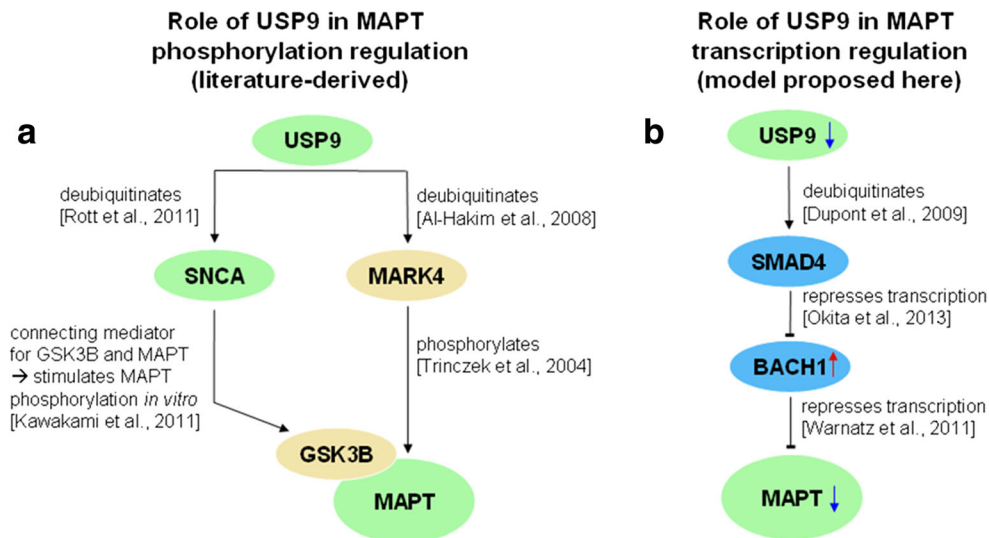 Role of USP9 in MAPT
phosphorylation regulation
(literature-derived)
a
USP9
deubiquitinates
[Rott et al., 2011]
deubiquitinates
[Al-Hakim et al., 2008]
SNCA
MARK4
connecting mediator
for GSK3B and MAPT
→ stimulates MAPT
phosphorylation in vitro
[Kawakami et al., 2011]
phosphorylates
[Trinczek et al., 2004]
GSK3B
MAPT
Role of USP9 in MAPT
transcription regulation
(model proposed here)
b
USP9
deubiquitinates
[Dupont et al., 2009]
SMAD4
represses transcription
[Okita et al., 2013]
BACH1
represses transcription
[Warnatz et al., 2011]
MAPT